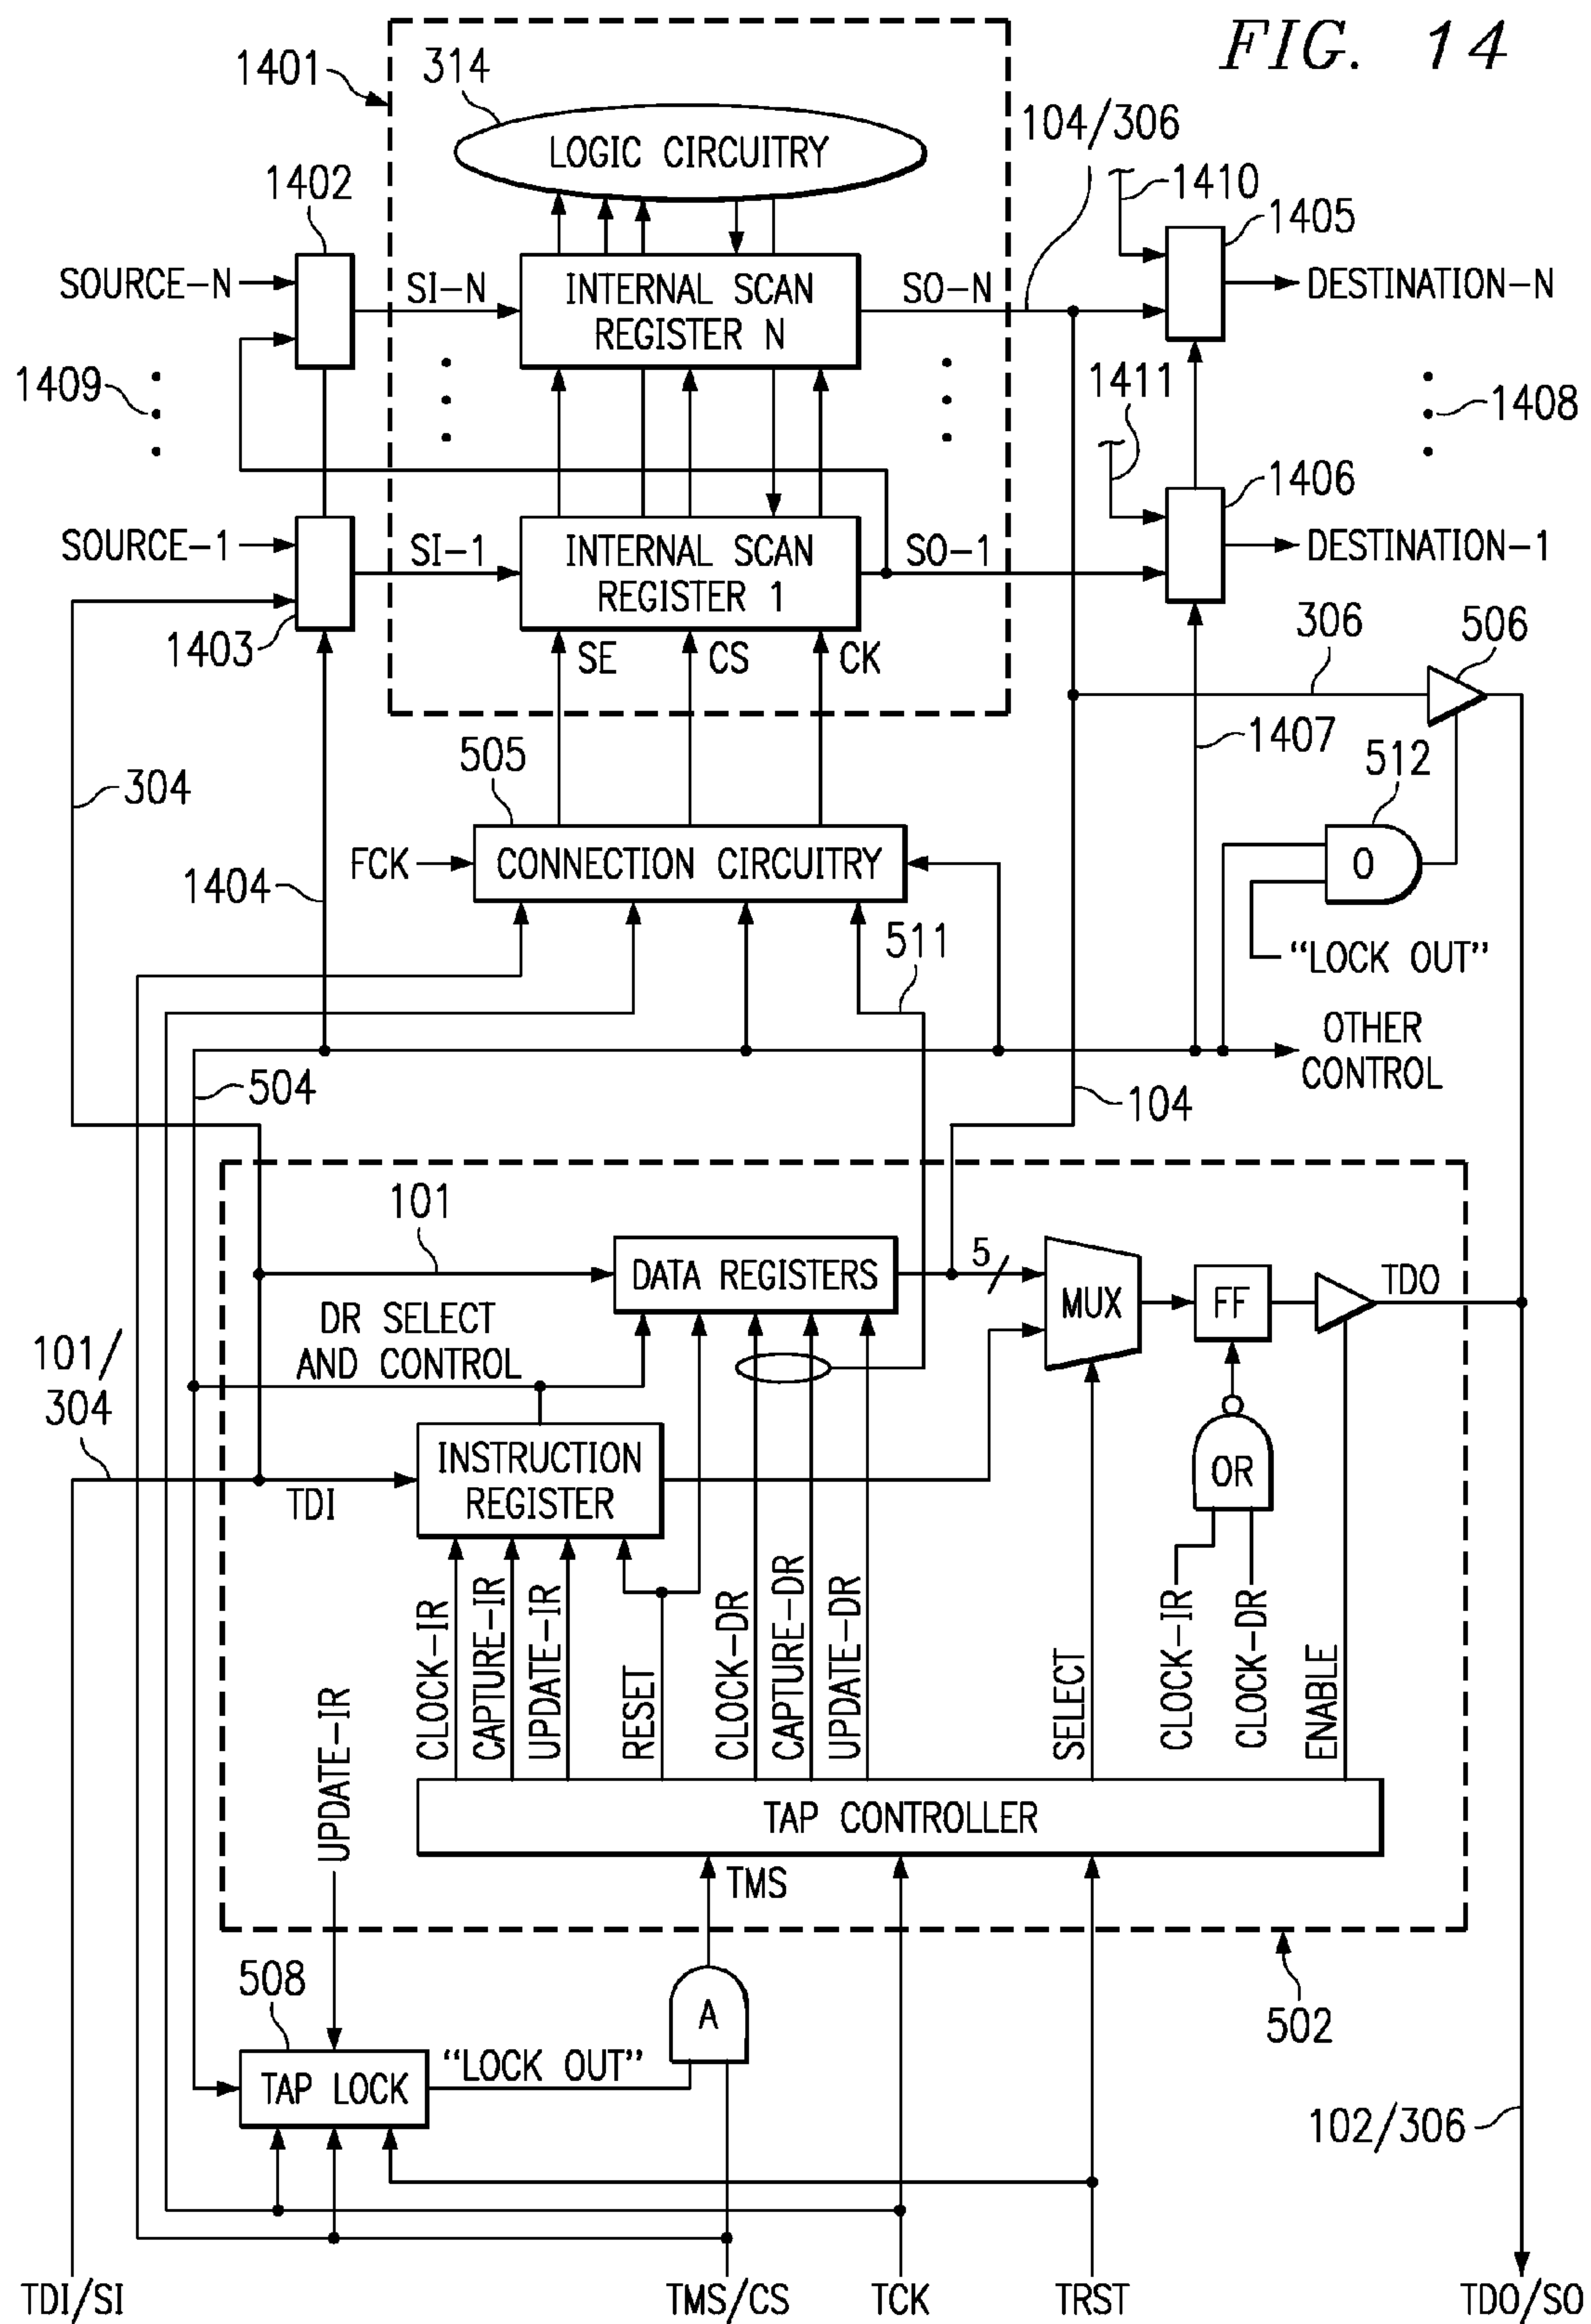 FIG. 14
1401
314
LOGIC CIRCUITRY
104/306
1402
1410
1405
SOURCE-N
SI-N
INTERNAL SCAN
REGISTER N
SO-N
DESTINATION-N
1409
1411
1408
1406
SOURCE-1
SI-1
INTERNAL SCAN
REGISTER 1
SO-1
DESTINATION-1
1403
SE
CS
CK
306
506
1407
505
512
304
FCK
CONNECTION CIRCUITRY
O
1404
511
"LOCK OUT"
OTHER
CONTROL
504
104
101
DATA REGISTERS
5
MUX
FF
TDO
DR SELECT
AND CONTROL
101/
304
INSTRUCTION
REGISTER
OR
TDI
CLOCK-IR
CAPTURE-IR
UPDATE-IR
RESET
CLOCK-DR
CAPTURE-DR
UPDATE-DR
SELECT
CLOCK-IR
CLOCK-DR
ENABLE
UPDATE-IR
TAP CONTROLLER
TMS
508
A
502
TAP LOCK
"LOCK OUT"
102/306
TDI/SI
TMS/CS
TCK
TRST
TDO/SO